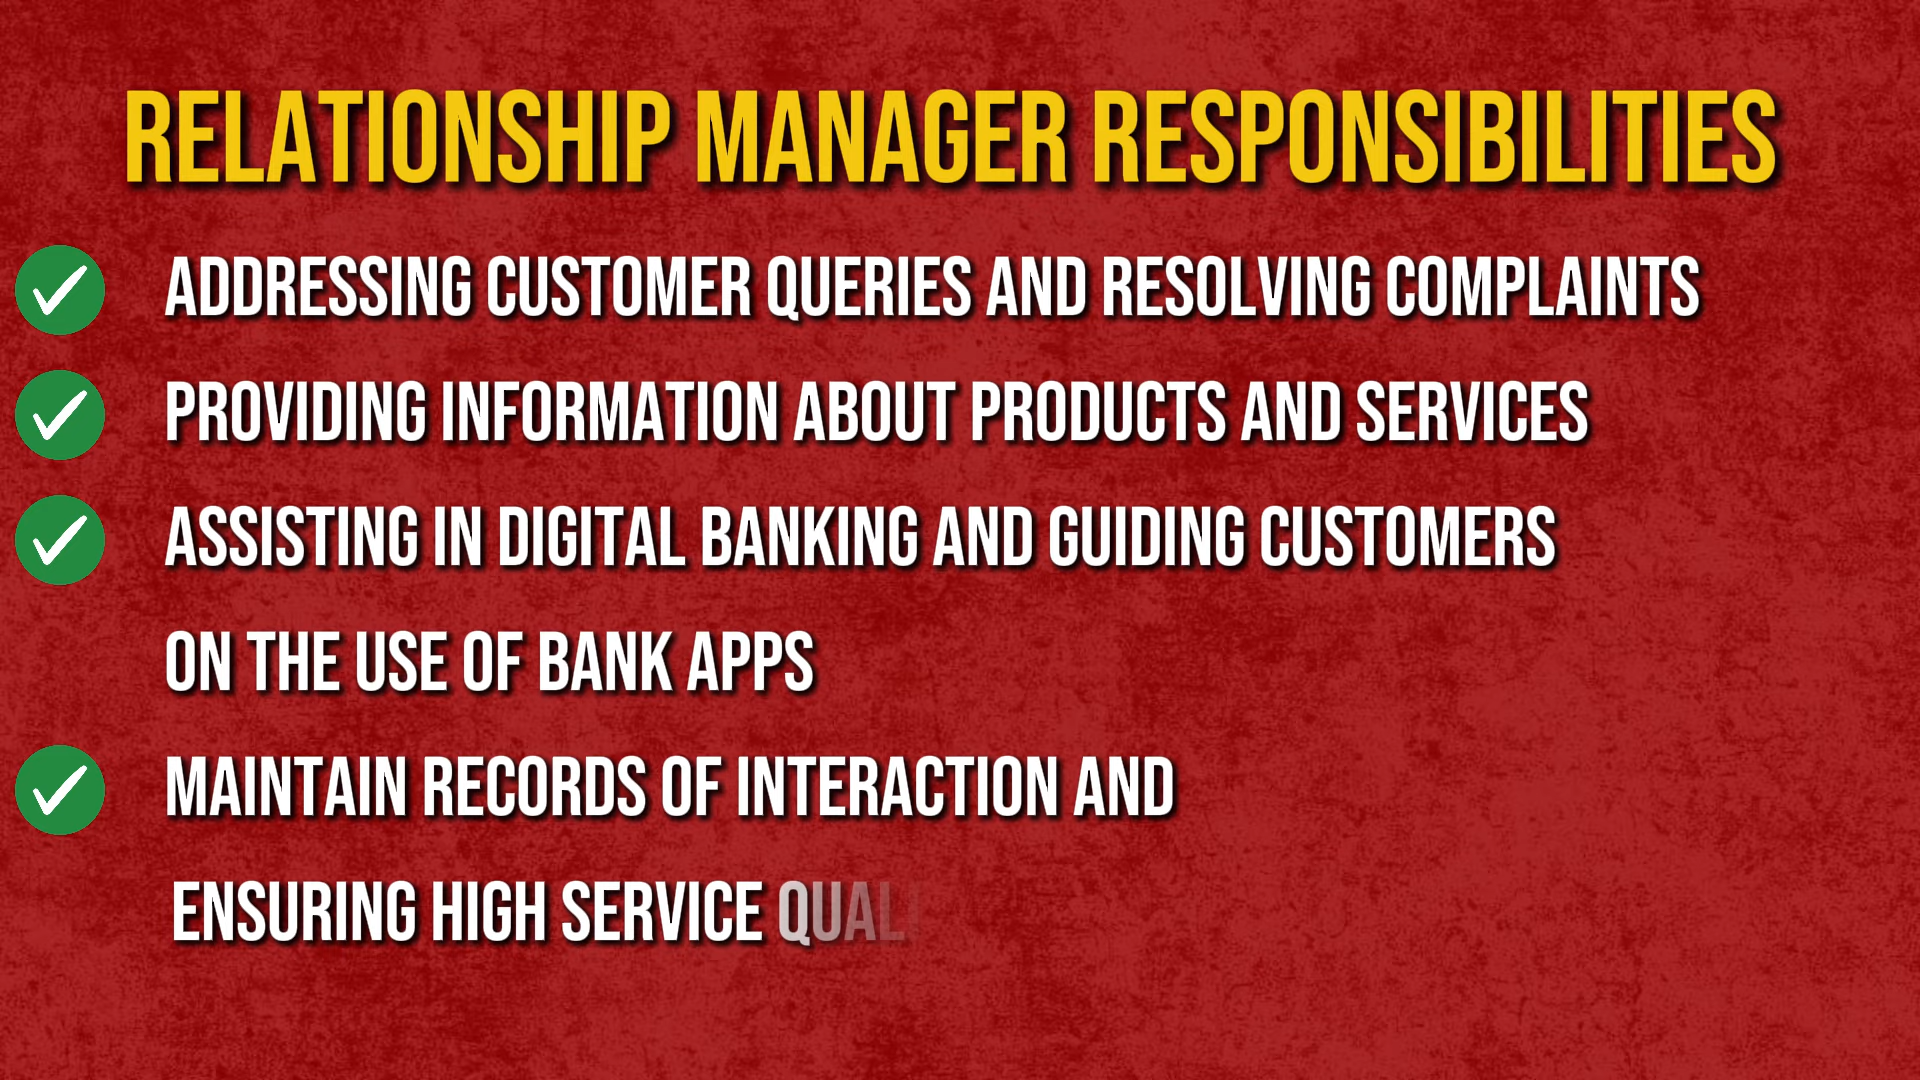 RELATIONSHIP MANAGER RESPONSIBILITIES
ADDRESSING CUSTOMER QUERIES AND RESOLVING COMPLAINTS
PROVIDING INFORMATION ABOUT PRODUCTS AND SERVICES
ASSISTING IN DIGITAL BANKING AND GUIDING CUSTOMERS
ON THE USE OF BANK APPS
MAINTAIN RECORDS OF INTERACTION AND
ENSURING HIGH SERVICE QUAL